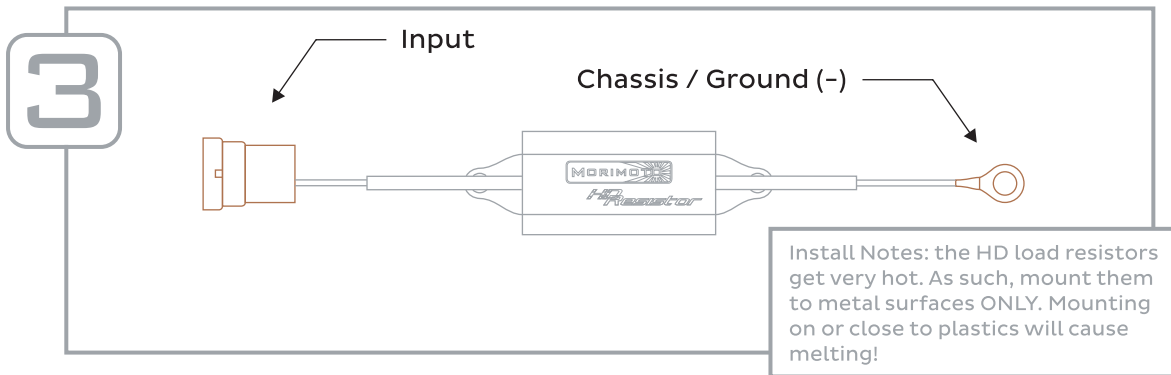 3
Input
Chassis / Ground (-)
MORIMOTO
HD
Resistor
Install Notes: the HD load resistors
get very hot. As such, mount them
to metal surfaces ONLY. Mounting
on or close to plastics will cause
melting!